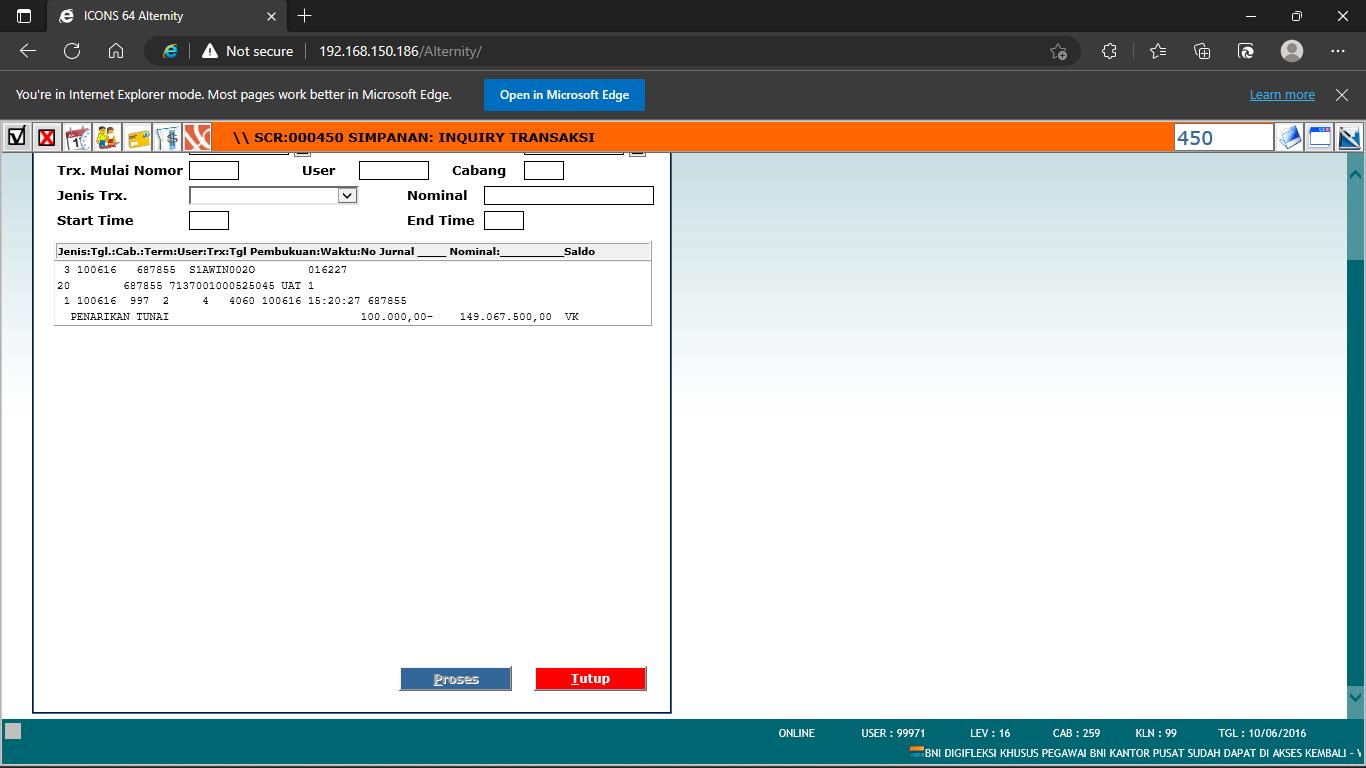 ICONS 64 Alternity
Not secure 192.168.150.186/Alternity/
You're in Internet Explorer mode. Most pages work better in Microsoft Edge. Open in Microsoft Edge Learn more
\\ SCR:000450 SIMPANAN: INQUIRY TRANSAKSI 450
Trx. Mulai Nomor User Cabang
Jenis Trx. Nominal
Start Time End Time
Jenis:Tgl.:Cab.:Term:User:Trx:Tgl Pembukuan:Waktu:No Jurnal ____ Nominal:_________Saldo
3 100616 687855 S1AWIN002O 016227
20 687855 7137001000525045 UAT 1
1 100616 997 2 4 4060 100616 15:20:27 687855
PENARIKAN TUNAI 100.000,00- 149.067.500,00 VK
Proses Tutup
ONLINE USER : 99971 LEV : 16 CAB : 259 KLN : 99 TGL : 10/06/2016
BNI DIGIFLEKSI KHUSUS PEGAWAI BNI KANTOR PUSAT SUDAH DAPAT DI AKSES KEMBALI -